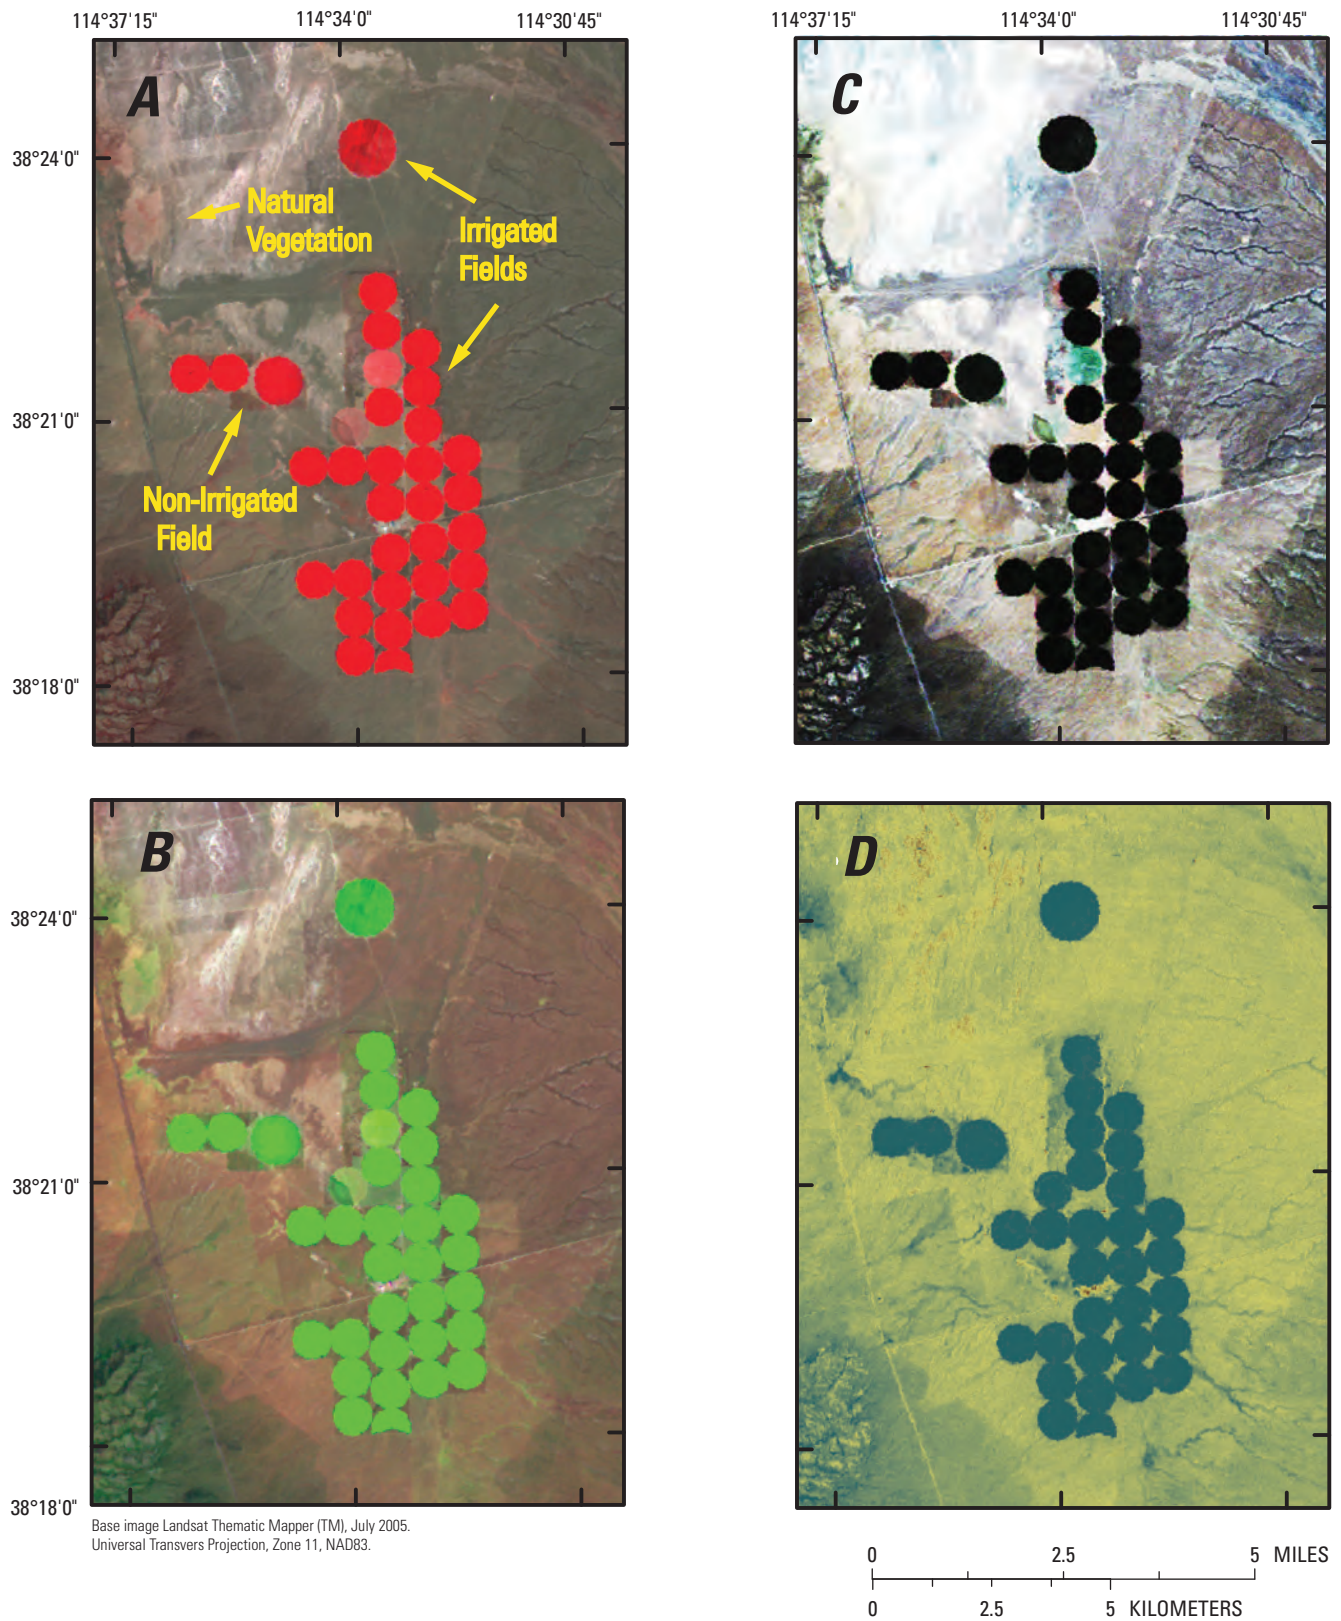 114°37'15" 114°34'0" 114°30'45"
114°37'15" 114°34'0" 114°30'45"
A
C
38°24'0"
Natural
Vegetation
Irrigated
Fields
38°21'0"
Non-Irrigated
Field
38°18'0"
B
D
38°24'0"
38°21'0"
38°18'0"
Base image Landsat Thematic Mapper (TM), July 2005.
Universal Transvers Projection, Zone 11, NAD83.
0 2.5 5 MILES
0 2.5 5 KILOMETERS